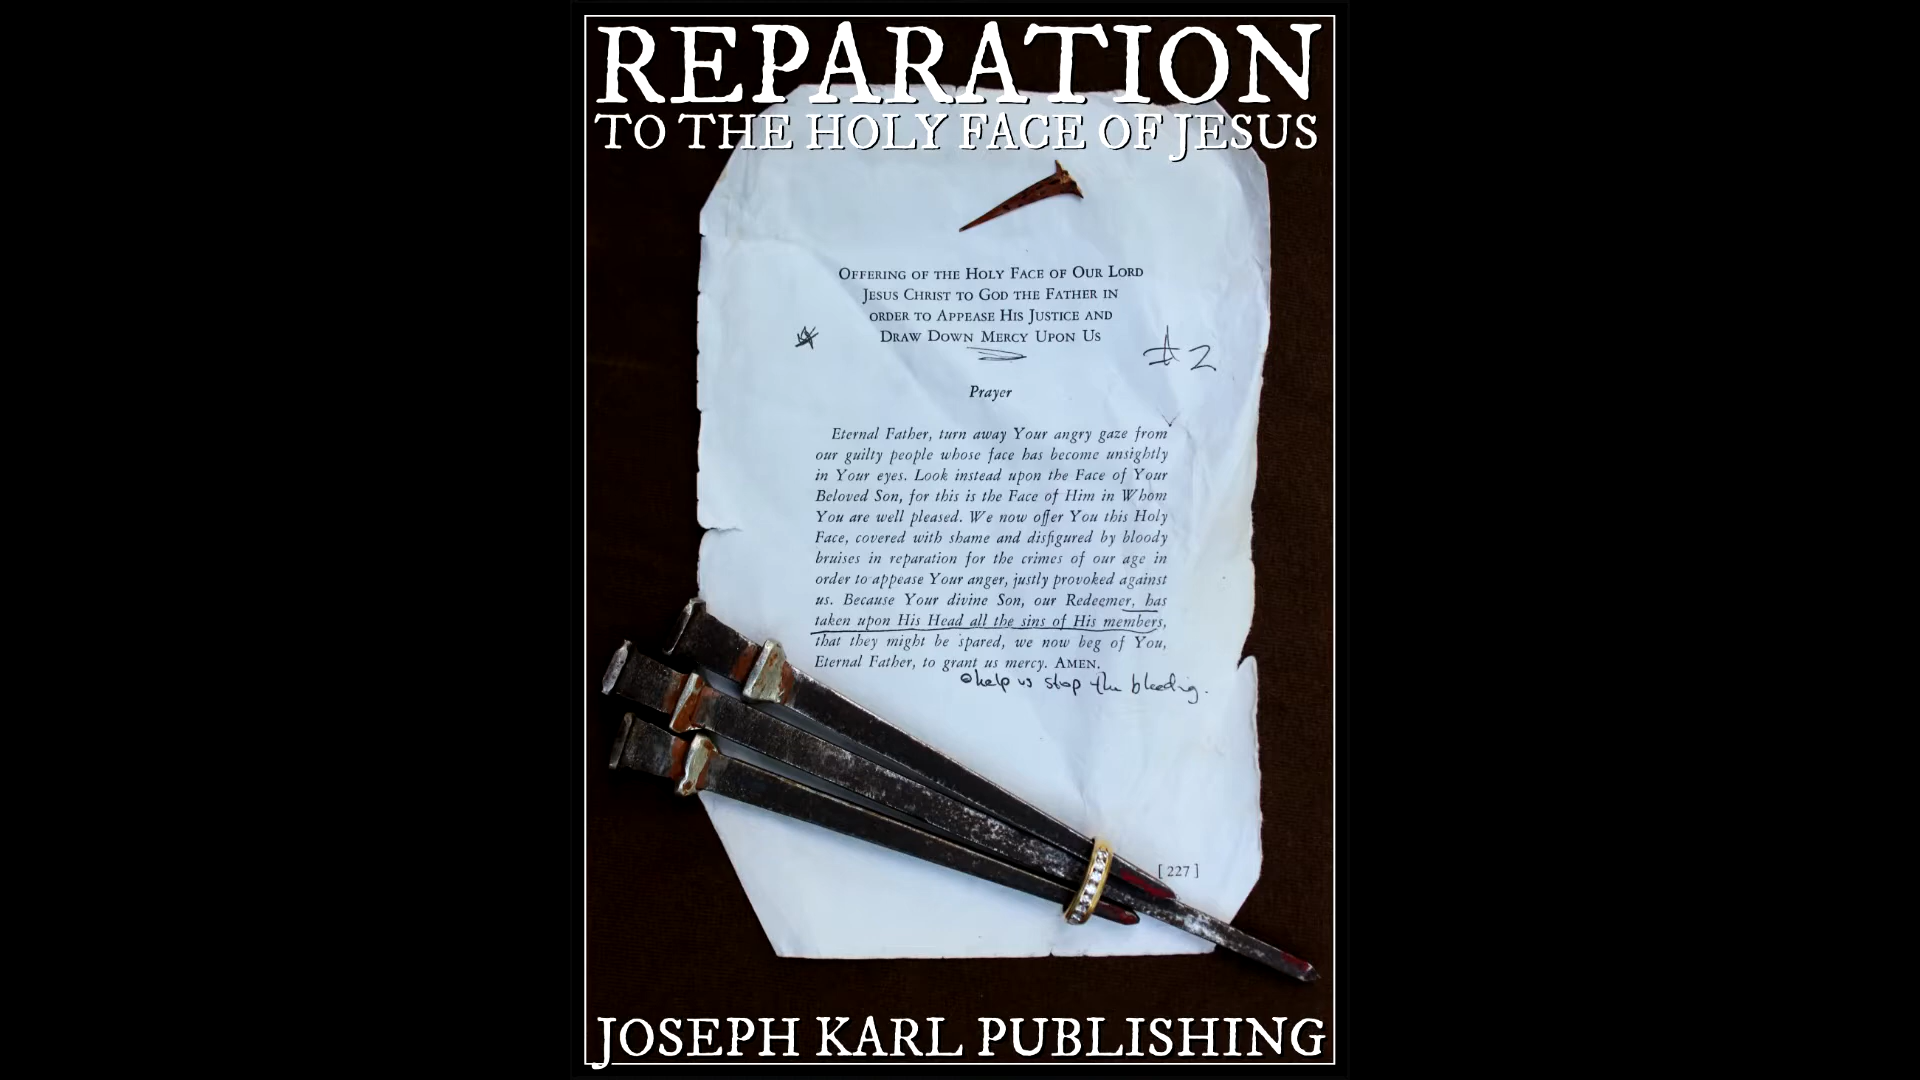 REPARATION
TO THE HOLY FACE OF JESUS
Offering of the Holy Face of Our Lord
Jesus Christ to God the Father in
order to Appease His Justice and
Draw Down Mercy Upon Us
#2
Prayer
Eternal Father, turn away Your angry gaze from
our guilty people whose face has become unsightly
in Your eyes. Look instead upon the Face of Your
Beloved Son, for this is the Face of Him in Whom
You are well pleased. We now offer You this Holy
Face, covered with shame and disfigured by bloody
bruises in reparation for the crimes of our age in
order to appease Your anger, justly provoked against
us. Because Your divine Son, our Redeemer, has
taken upon His Head all the sins of His members,
that they might be spared, we now beg of You,
Eternal Father, to grant us mercy. AMEN.
help us stop the bleeding.
[ 227 ]
JOSEPH KARL PUBLISHING